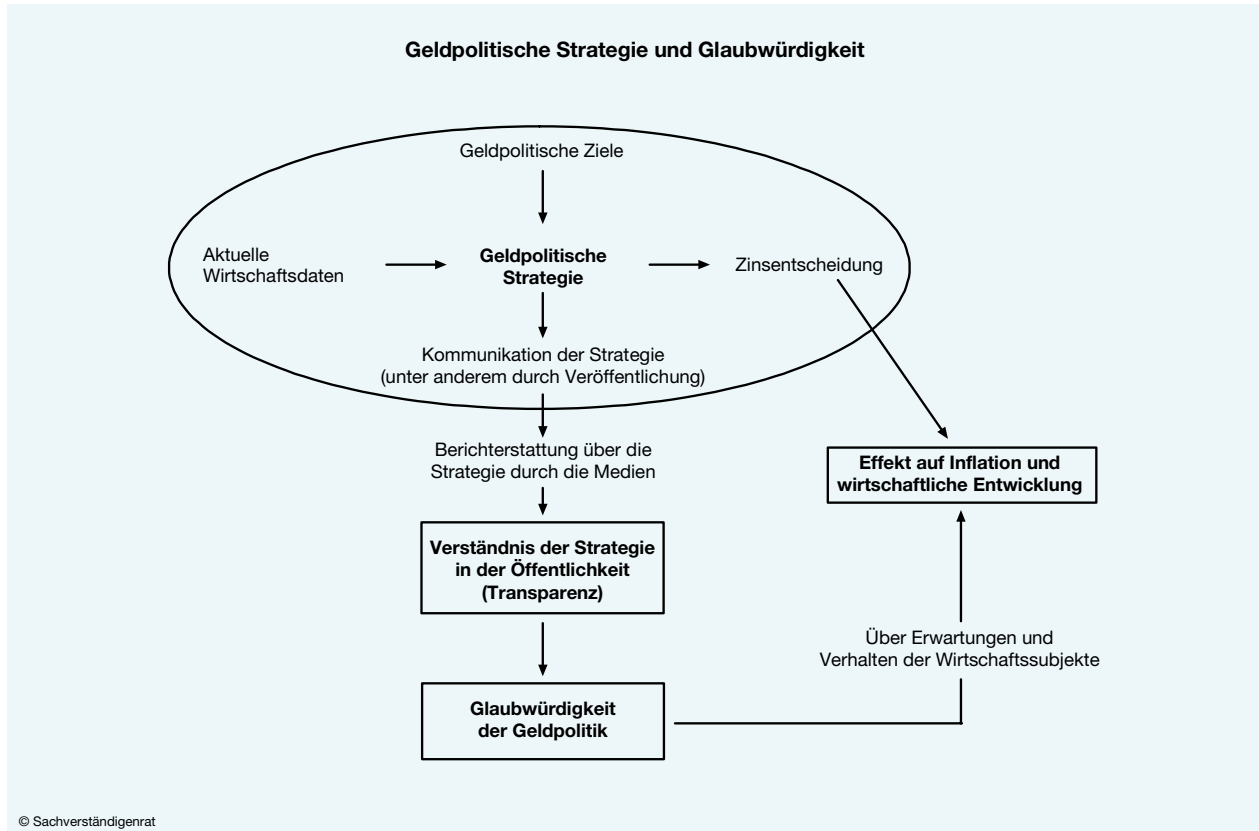 Geldpolitische Strategie und Glaubwürdigkeit
Geldpolitische Ziele
Aktuelle
Wirtschaftsdaten
Geldpolitische
Strategie
Zinsentscheidung
Kommunikation der Strategie
(unter anderem durch Veröffentlichung)
Berichterstattung über die
Strategie durch die Medien
Effekt auf Inflation und
wirtschaftliche Entwicklung
Verständnis der Strategie
in der Öffentlichkeit
(Transparenz)
Über Erwartungen und
Verhalten der Wirtschaftssubjekte
Glaubwürdigkeit
der Geldpolitik
© Sachverständigenrat